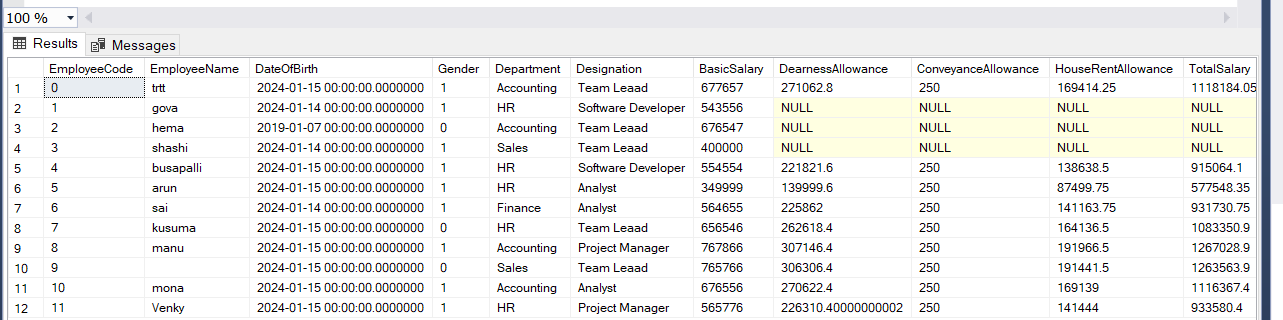 100 %
Results Messages
EmployeeCode EmployeeName DateOfBirth Gender Department Designation BasicSalary DearnessAllowance ConveyanceAllowance HouseRentAllowance TotalSalary
1 0 trtt 2024-01-15 00:00:00.0000000 1 Accounting Team Leaad 677657 271062.8 250 169414.25 1118184.05
2 1 gova 2024-01-14 00:00:00.0000000 1 HR Software Developer 543556 NULL NULL NULL NULL
3 2 hema 2019-01-07 00:00:00.0000000 0 Accounting Team Leaad 676547 NULL NULL NULL NULL
4 3 shashi 2024-01-14 00:00:00.0000000 1 Sales Team Leaad 400000 NULL NULL NULL NULL
5 4 busapalli 2024-01-15 00:00:00.0000000 1 HR Software Developer 554554 221821.6 250 138638.5 915064.1
6 5 arun 2024-01-15 00:00:00.0000000 1 HR Analyst 349999 139999.6 250 87499.75 577548.35
7 6 sai 2024-01-14 00:00:00.0000000 1 Finance Analyst 564655 225862 250 141163.75 931730.75
8 7 kusuma 2024-01-15 00:00:00.0000000 0 HR Team Leaad 656546 262618.4 250 164136.5 1083350.9
9 8 manu 2024-01-15 00:00:00.0000000 1 Accounting Project Manager 767866 307146.4 250 191966.5 1267028.9
10 9 2024-01-15 00:00:00.0000000 0 Sales Team Leaad 765766 306306.4 250 191441.5 1263563.9
11 10 mona 2024-01-15 00:00:00.0000000 1 Accounting Analyst 676556 270622.4 250 169139 1116367.4
12 11 Venky 2024-01-15 00:00:00.0000000 1 HR Project Manager 565776 226310.40000000002 250 141444 933580.4